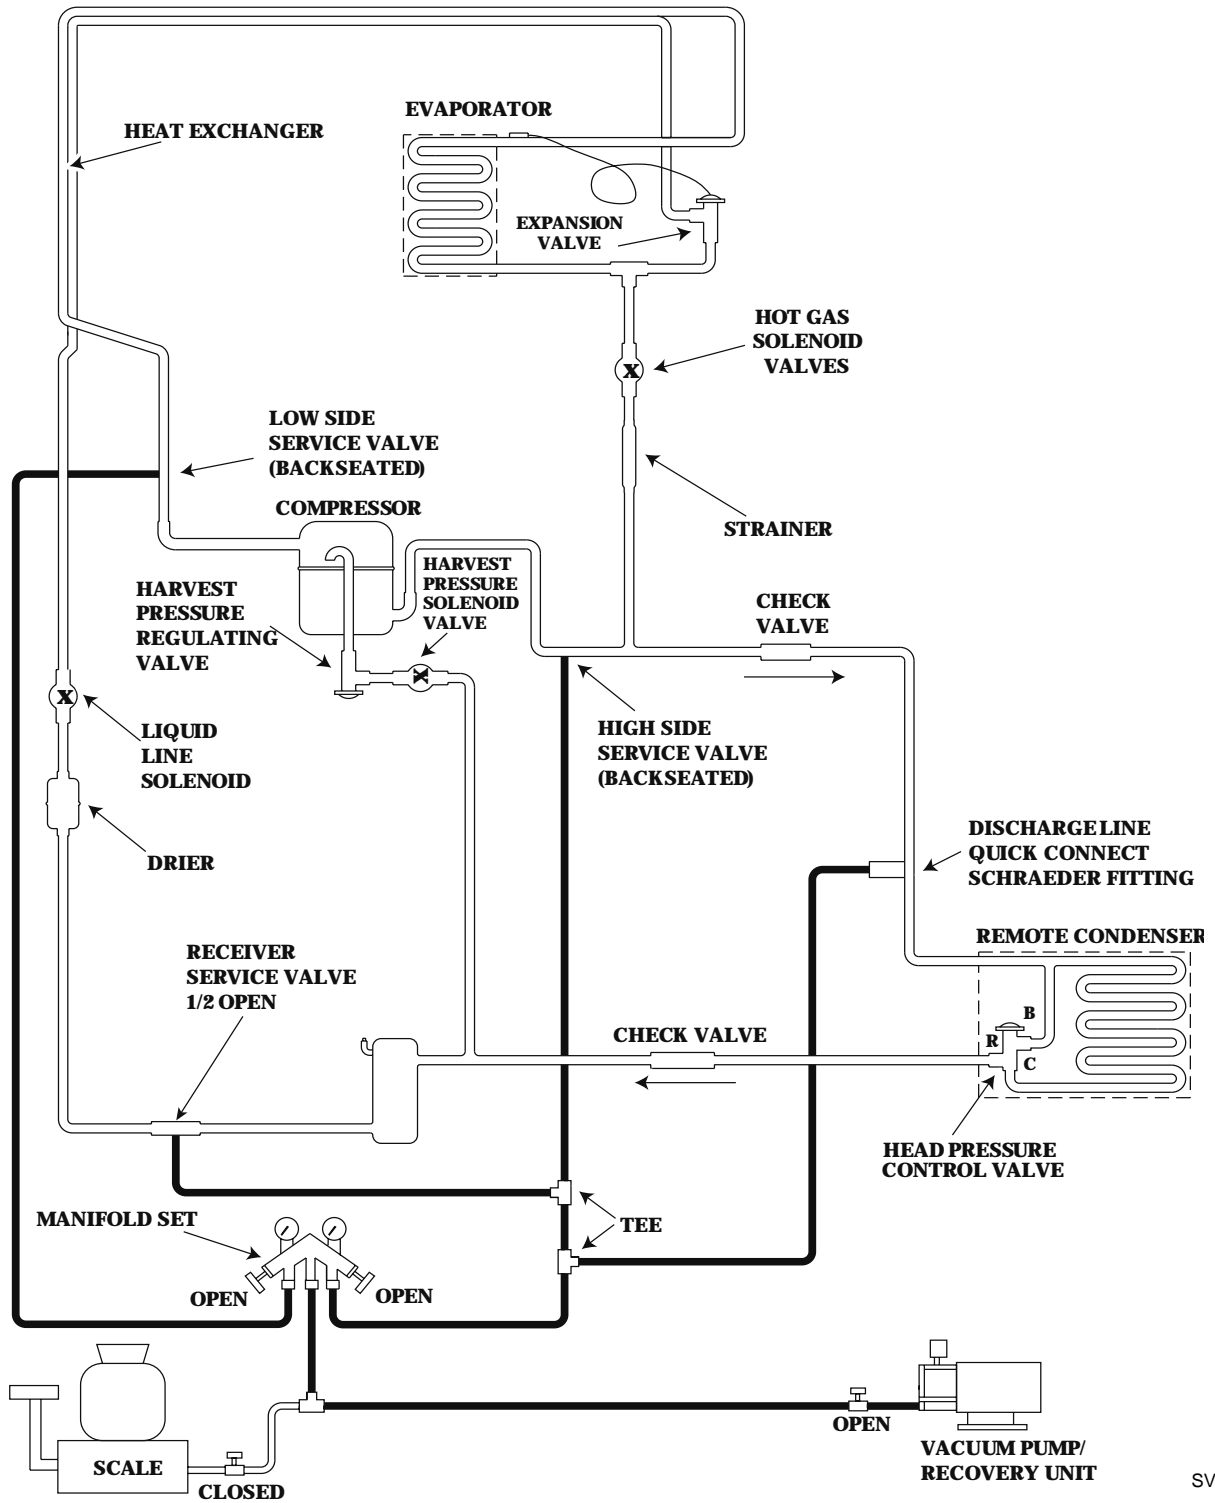 EVAPORATOR
HEAT EXCHANGER
EXPANSION
VALVE
HOT GAS
SOLENOID
VALVES
X
LOW SIDE
SERVICE VALVE
(BACKSEATED)
COMPRESSOR
STRAINER
HARVEST
PRESSURE
SOLENOID
VALVE
HARVEST
PRESSURE
REGULATING
VALVE
CHECK
VALVE
X
X
LIQUID
LINE
SOLENOID
HIGH SIDE
SERVICE VALVE
(BACKSEATED)
DRIER
DISCHARGE LINE
QUICK CONNECT
SCHRAEDER FITTING
REMOTE CONDENSER
RECEIVER
SERVICE VALVE
1/2 OPEN
B
R
C
CHECK VALVE
HEAD PRESSURE
CONTROL VALVE
MANIFOLD SET
TEE
OPEN
OPEN
OPEN
SCALE
CLOSED
VACUUM PUMP/
RECOVERY UNIT
SV